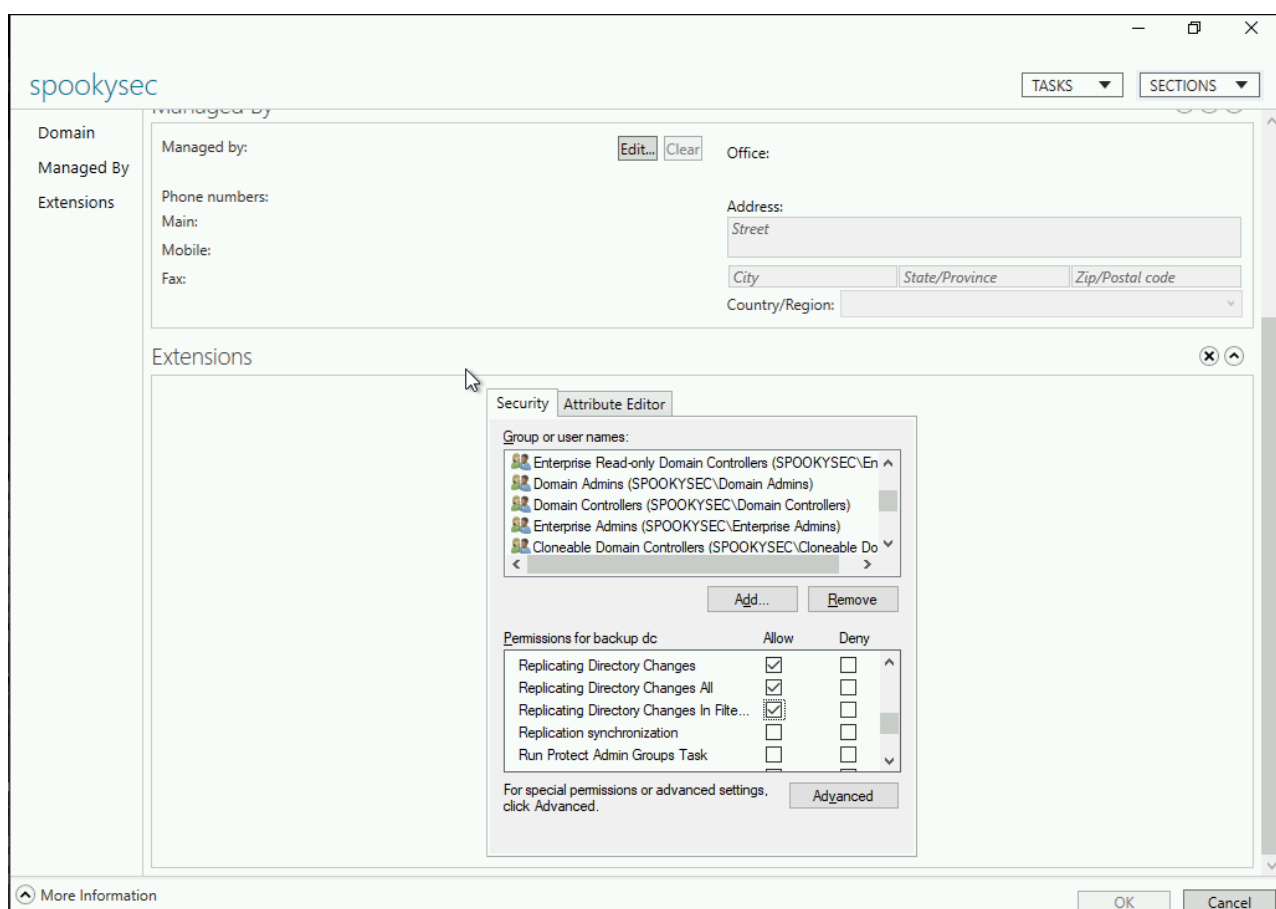 spookysec
TASKS
SECTIONS
Domain
Managed By
Extensions
Managed By
Managed by:
Edit...
Clear
Office:
Phone numbers:
Main:
Mobile:
Fax:
Address:
Street
City
State/Province
Zip/Postal code
Country/Region:
Extensions
Security
Attribute Editor
Group or user names:
Enterprise Read-only Domain Controllers (SPOOKYSEC\En
Domain Admins (SPOOKYSEC\Domain Admins)
Domain Controllers (SPOOKYSEC\Domain Controllers)
Enterprise Admins (SPOOKYSEC\Enterprise Admins)
Cloneable Domain Controllers (SPOOKYSEC\Cloneable Do
Add...
Remove
Permissions for backup dc Allow Deny
Replicating Directory Changes
Replicating Directory Changes All
Replicating Directory Changes In Filte...
Replication synchronization
Run Protect Admin Groups Task
For special permissions or advanced settings,
click Advanced.
Advanced
More Information
OK
Cancel